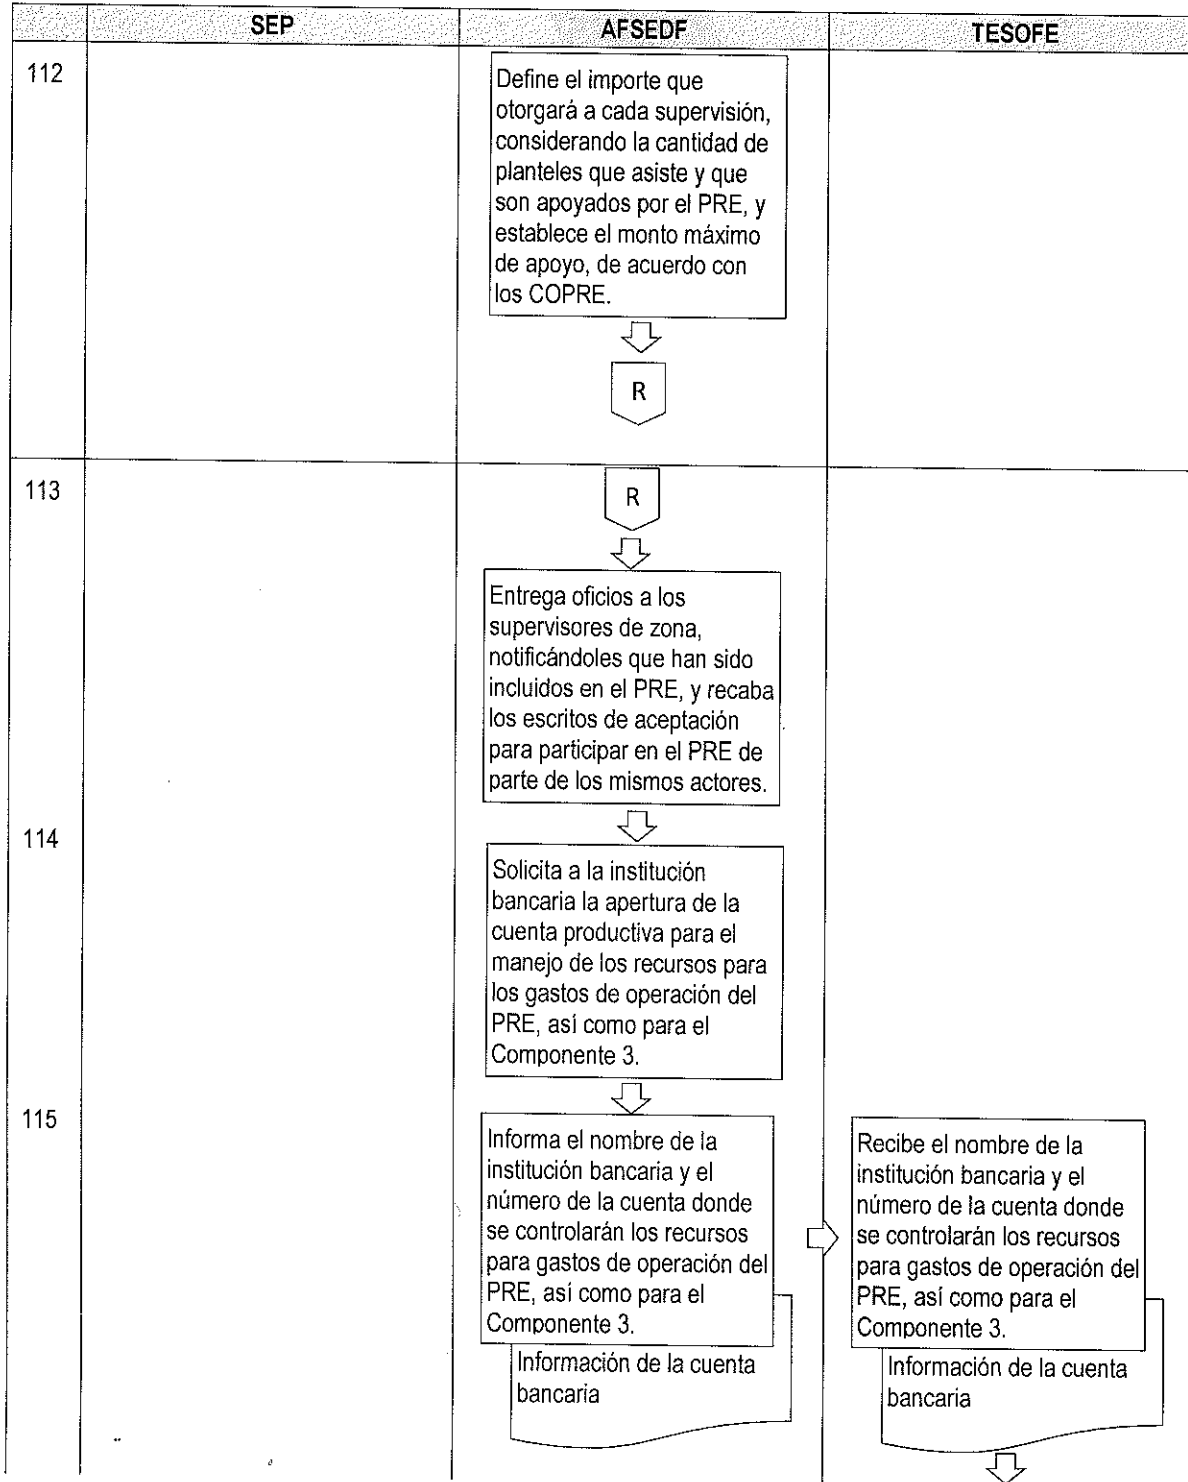 SEP AFSEDF TESOFE
112
Define el importe que
otorgará a cada supervisión,
considerando la cantidad de
planteles que asiste y que
son apoyados por el PRE, y
establece el monto máximo
de apoyo, de acuerdo con
los COPRE.
R
113
R
Entrega oficios a los
supervisores de zona,
notificándoles que han sido
incluidos en el PRE, y recaba
los escritos de aceptación
para participar en el PRE de
parte de los mismos actores.
114
Solicita a la institución
bancaria la apertura de la
cuenta productiva para el
manejo de los recursos para
los gastos de operación del
PRE, así como para el
Componente 3.
115
Informa el nombre de la
institución bancaria y el
número de la cuenta donde
se controlarán los recursos
para gastos de operación del
PRE, así como para el
Componente 3.
Información de la cuenta
bancaria
Recibe el nombre de la
institución bancaria y el
número de la cuenta donde
se controlarán los recursos
para gastos de operación del
PRE, así como para el
Componente 3.
Información de la cuenta
bancaria